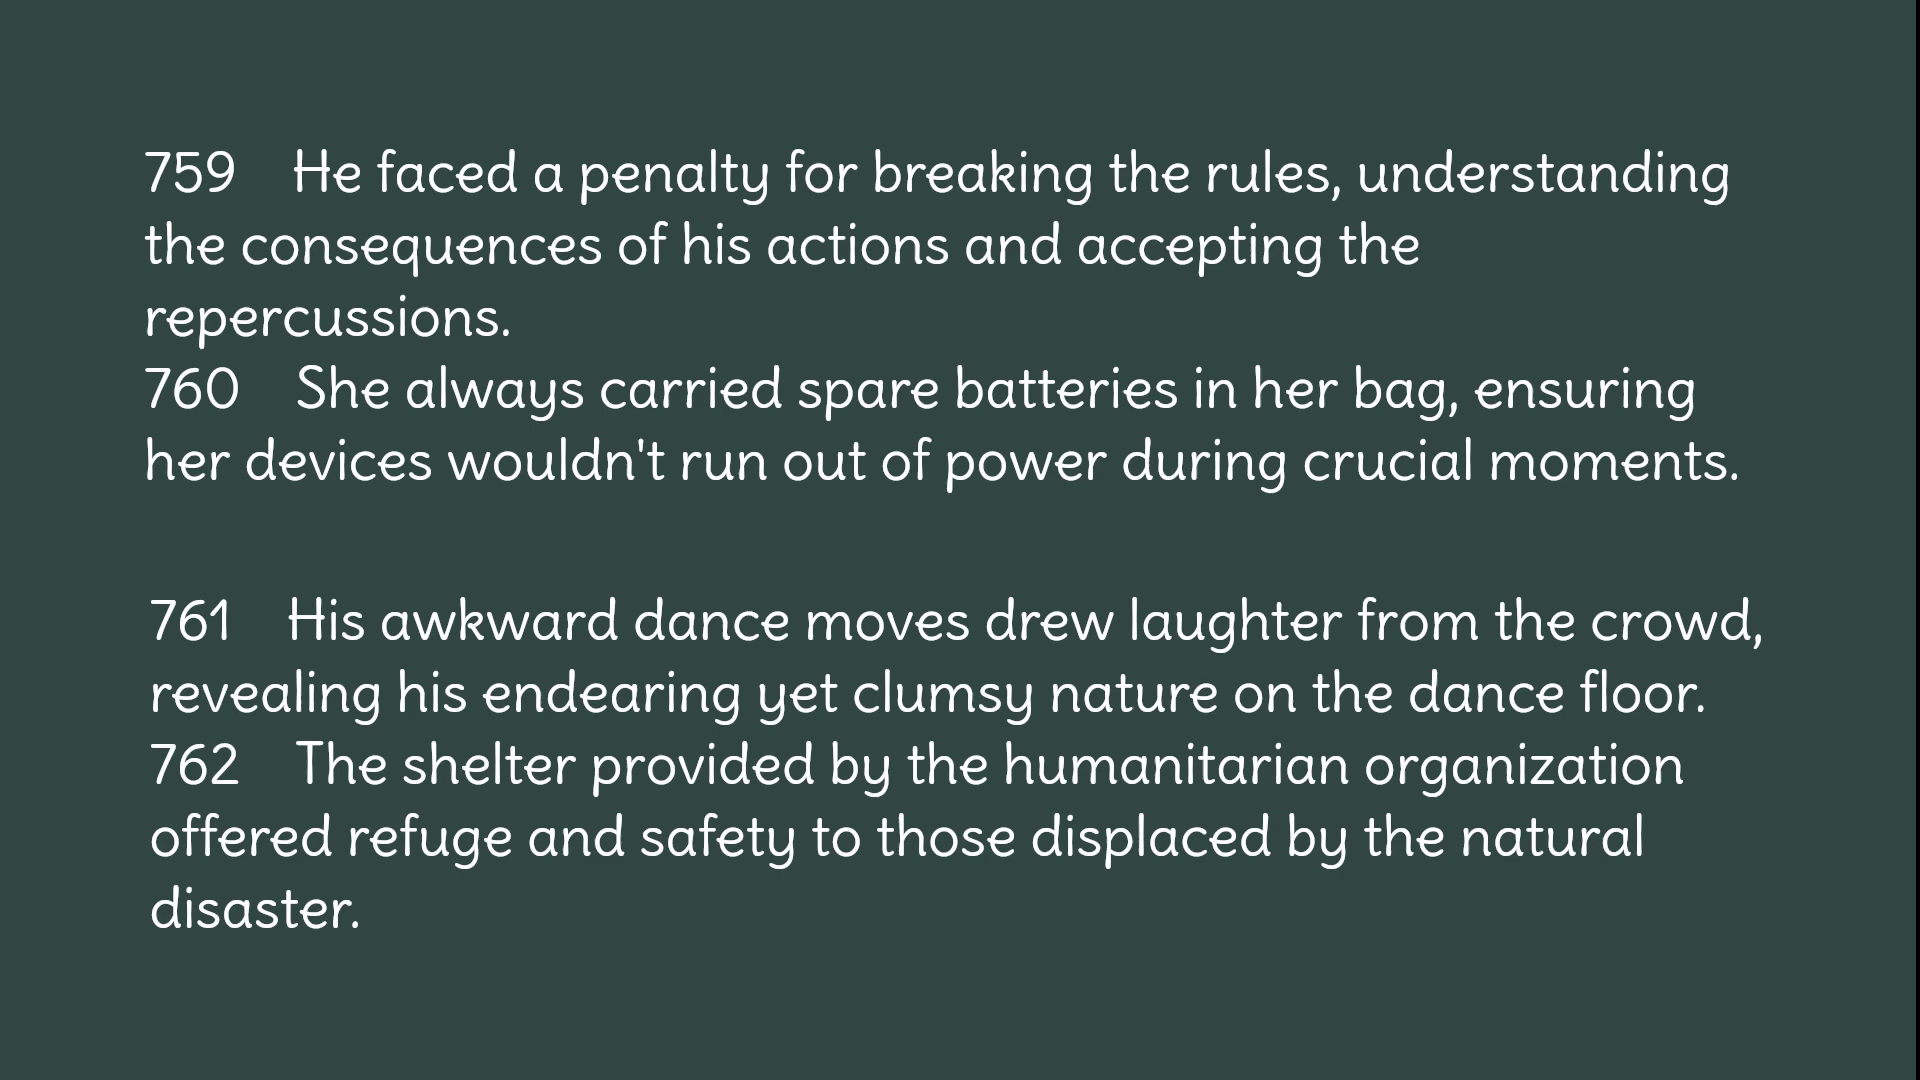 759 He faced a penalty for breaking the rules, understanding
the consequences of his actions and accepting the
repercussions.
760 She always carried spare batteries in her bag, ensuring
her devices wouldn't run out of power during crucial moments.
761 His awkward dance moves drew laughter from the crowd,
revealing his endearing yet clumsy nature on the dance floor.
762 The shelter provided by the humanitarian organization
offered refuge and safety to those displaced by the natural
disaster.